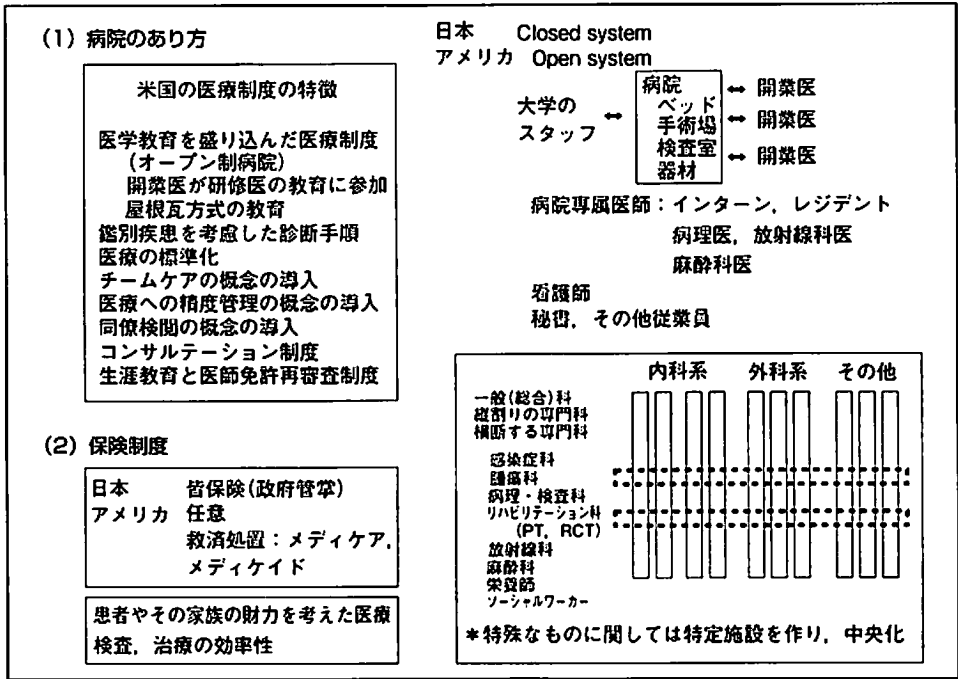 (1) 病院のあり方
米国の医療制度の特徴
医学教育を盛り込んだ医療制度
(オープン制病院)
開業医が研修医の教育に参加
屋根瓦方式の教育
鑑別疾患を考慮した診断手順
医療の標準化
チームケアの概念の導入
医療への精度管理の概念の導入
同僚検閲の概念の導入
コンサルテーション制度
生涯教育と医師免許再審査制度
(2) 保険制度
日本 皆保険(政府管掌)
アメリカ 任意
救済処置:メディケア,
メディケイド
患者やその家族の財力を考えた医療
検査, 治療の効率性
日本 Closed system
アメリカ Open system
大学の
スタッフ
↔
病院
ベッド
手術場
検査室
器材
↔ 開業医
↔ 開業医
↔ 開業医
病院専属医師:インターン, レジデント
病理医, 放射線科医
麻酔科医
看護師
秘書, その他従業員
内科系 外科系 その他
一般(総合)科
縦割りの専門科
横断する専門科
感染症科
腫瘍科
病理・検査科
リハビリテーション科
(PT, RCT)
放射線科
麻酔科
栄養師
ソーシャルワーカー
*特殊なものに関しては特定施設を作り, 中央化